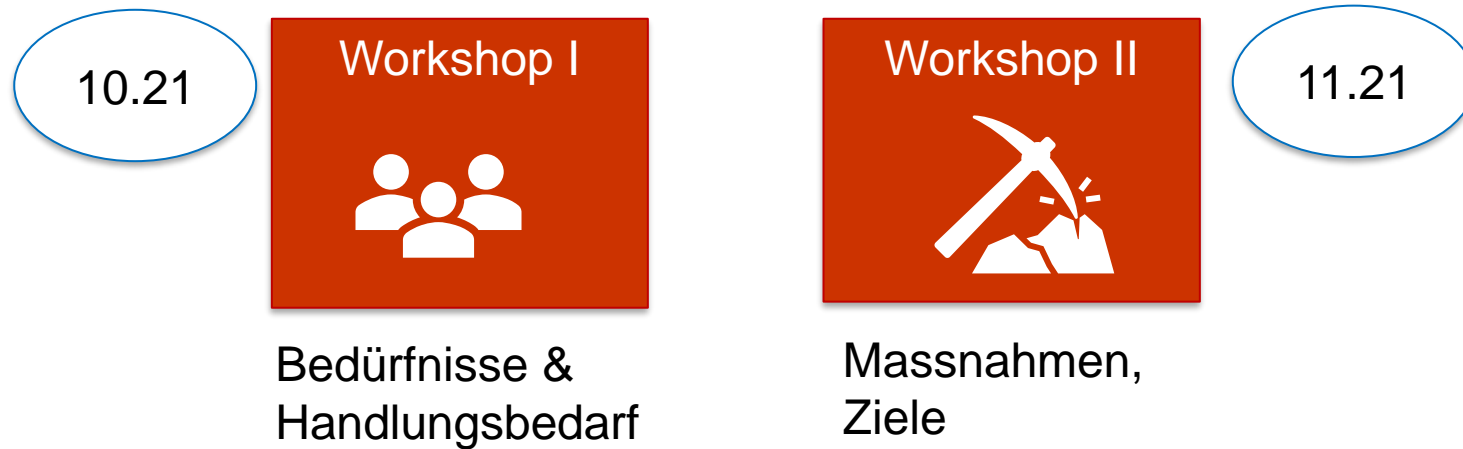 10.21
Workshop I
Bedürfnisse &
Handlungsbedarf
Workshop II
11.21
Massnahmen,
Ziele